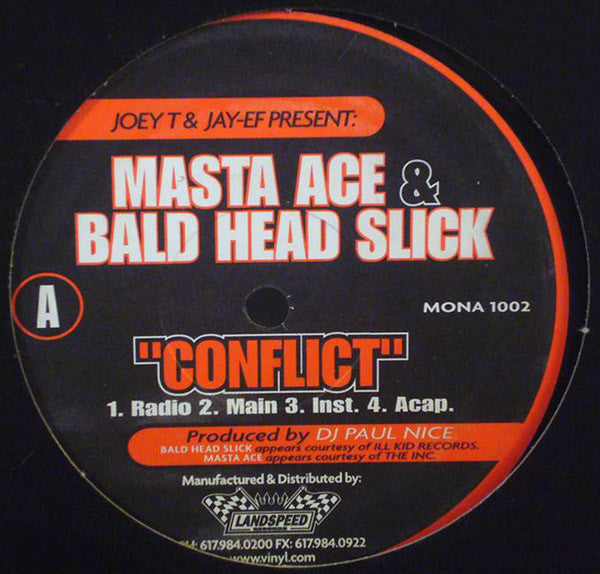 JOEY T & JAY-EF PRESENT:
MASTA ACE &
BALD HEAD SLICK
A
MONA 1002
"CONFLICT"
1. Radio 2. Main 3. Inst. 4. Acap.
Produced by DJ PAUL NICE
BALD HEAD SLICK appears courtesy of ILL KID RECORDS.
MASTA ACE appears courtesy of THE INC.
Manufactured & Distributed by:
LANDSPEED
PH: 617.984.0200 FX: 617.984.0922
www.vinyl.com